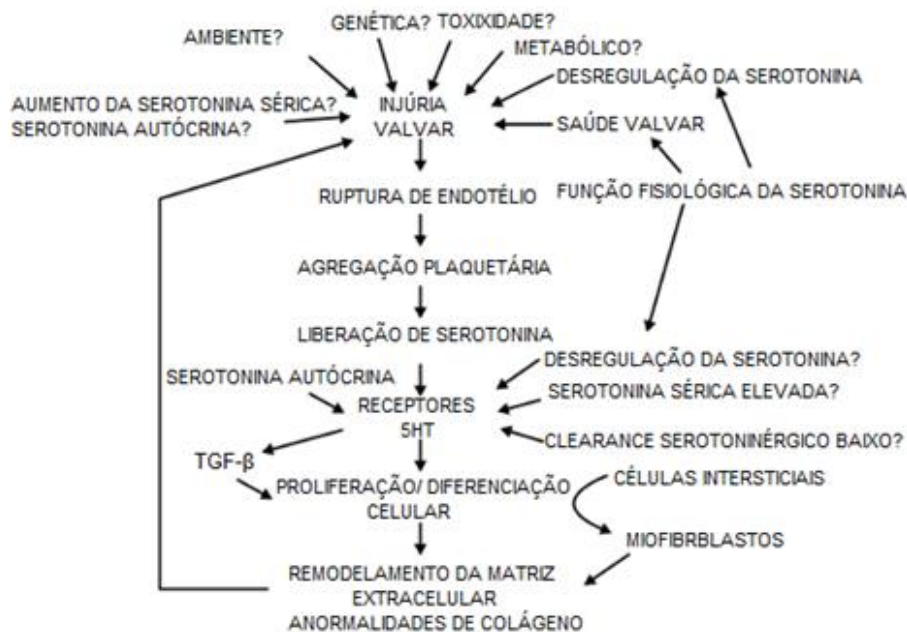 GENÉTICA? TOXIXIDADE?
AMBIENTE?
METABÓLICO?
DESREGULAÇÃO DA SEROTONINA
AUMENTO DA SEROTONINA SÉRICA?
SEROTONINA AUTÓCRINA?
INJÚRIA
VALVAR
SAÚDE VALVAR
RUPTURA DE ENDOTÉLIO
FUNÇÃO FISIOLÓGICA DA SEROTONINA
AGREGAÇÃO PLAQUETÁRIA
LIBERAÇÃO DE SEROTONINA
DESREGULAÇÃO DA SEROTONINA?
SEROTONINA AUTÓCRINA
SEROTONINA SÉRICA ELEVADA?
RECEPTORES
5HT
CLEARANCE SEROTONINÉRGICO BAIXO?
TGF-β
CÉLULAS INTERSTICIAIS
PROLIFERAÇÃO/ DIFERENCIAÇÃO
CELULAR
MIOFIBRBLASTOS
REMODELAMENTO DA MATRIZ
EXTRACELULAR
ANORMALIDADES DE COLÁGENO